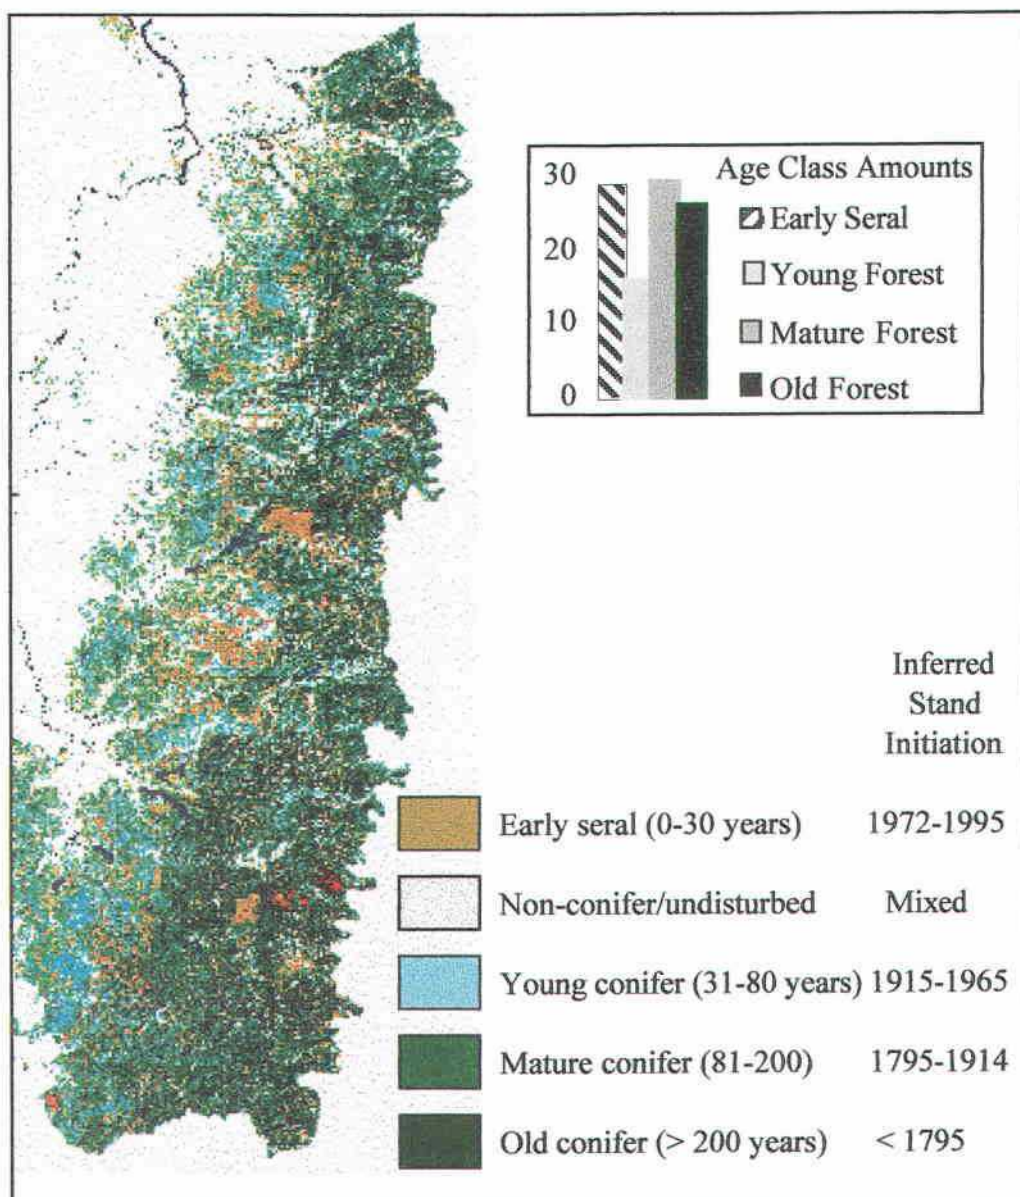 30
20
10
0
Age Class Amounts
Early Seral
Young Forest
Mature Forest
Old Forest
Inferred
Stand
Initiation
Early seral (0-30 years) 1972-1995
Non-conifer/undisturbed Mixed
Young conifer (31-80 years) 1915-1965
Mature conifer (81-200) 1795-1914
Old conifer (> 200 years) < 1795